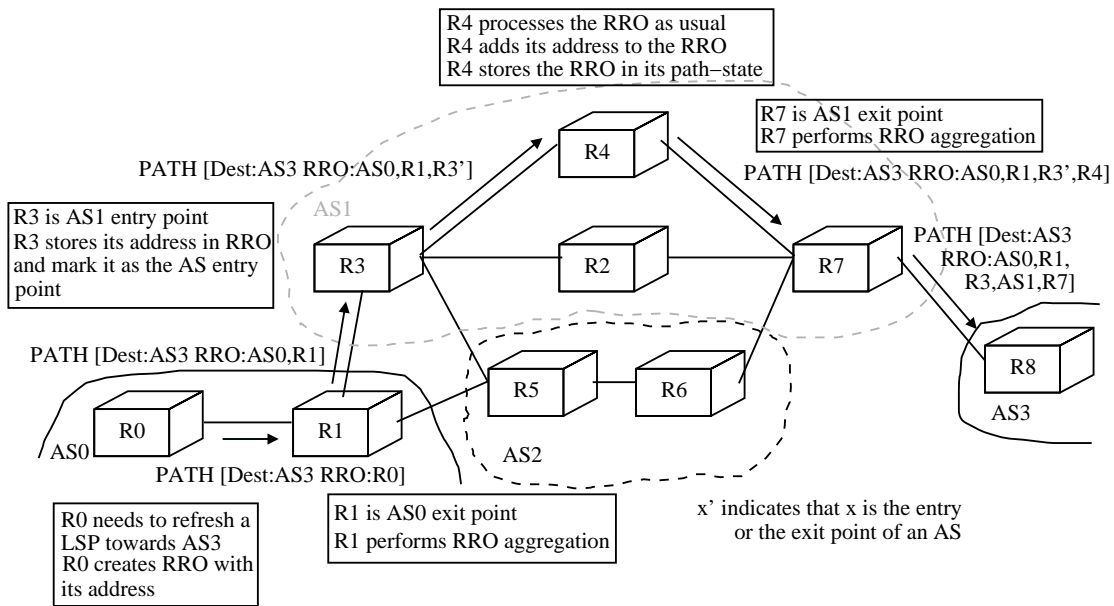 R4 processes the RRO as usual
R4 adds its address to the RRO
R4 stores the RRO in its path−state
R7 is AS1 exit point
R7 performs RRO aggregation
R4
PATH [Dest:AS3 RRO:AS0,R1,R3’]
PATH [Dest:AS3 RRO:AS0,R1,R3’,R4]
R3 is AS1 entry point
R3 stores its address in RRO
and mark it as the AS entry
point
AS1
R3
R2
R7
PATH [Dest:AS3
RRO:AS0,R1,
R3,AS1,R7]
PATH [Dest:AS3 RRO:AS0,R1]
R5
R6
R8
R0
R1
AS3
AS0
AS2
PATH [Dest:AS3 RRO:R0]
R0 needs to refresh a
LSP towards AS3
R0 creates RRO with
its address
R1 is AS0 exit point
R1 performs RRO aggregation
x’ indicates that x is the entry
or the exit point of an AS